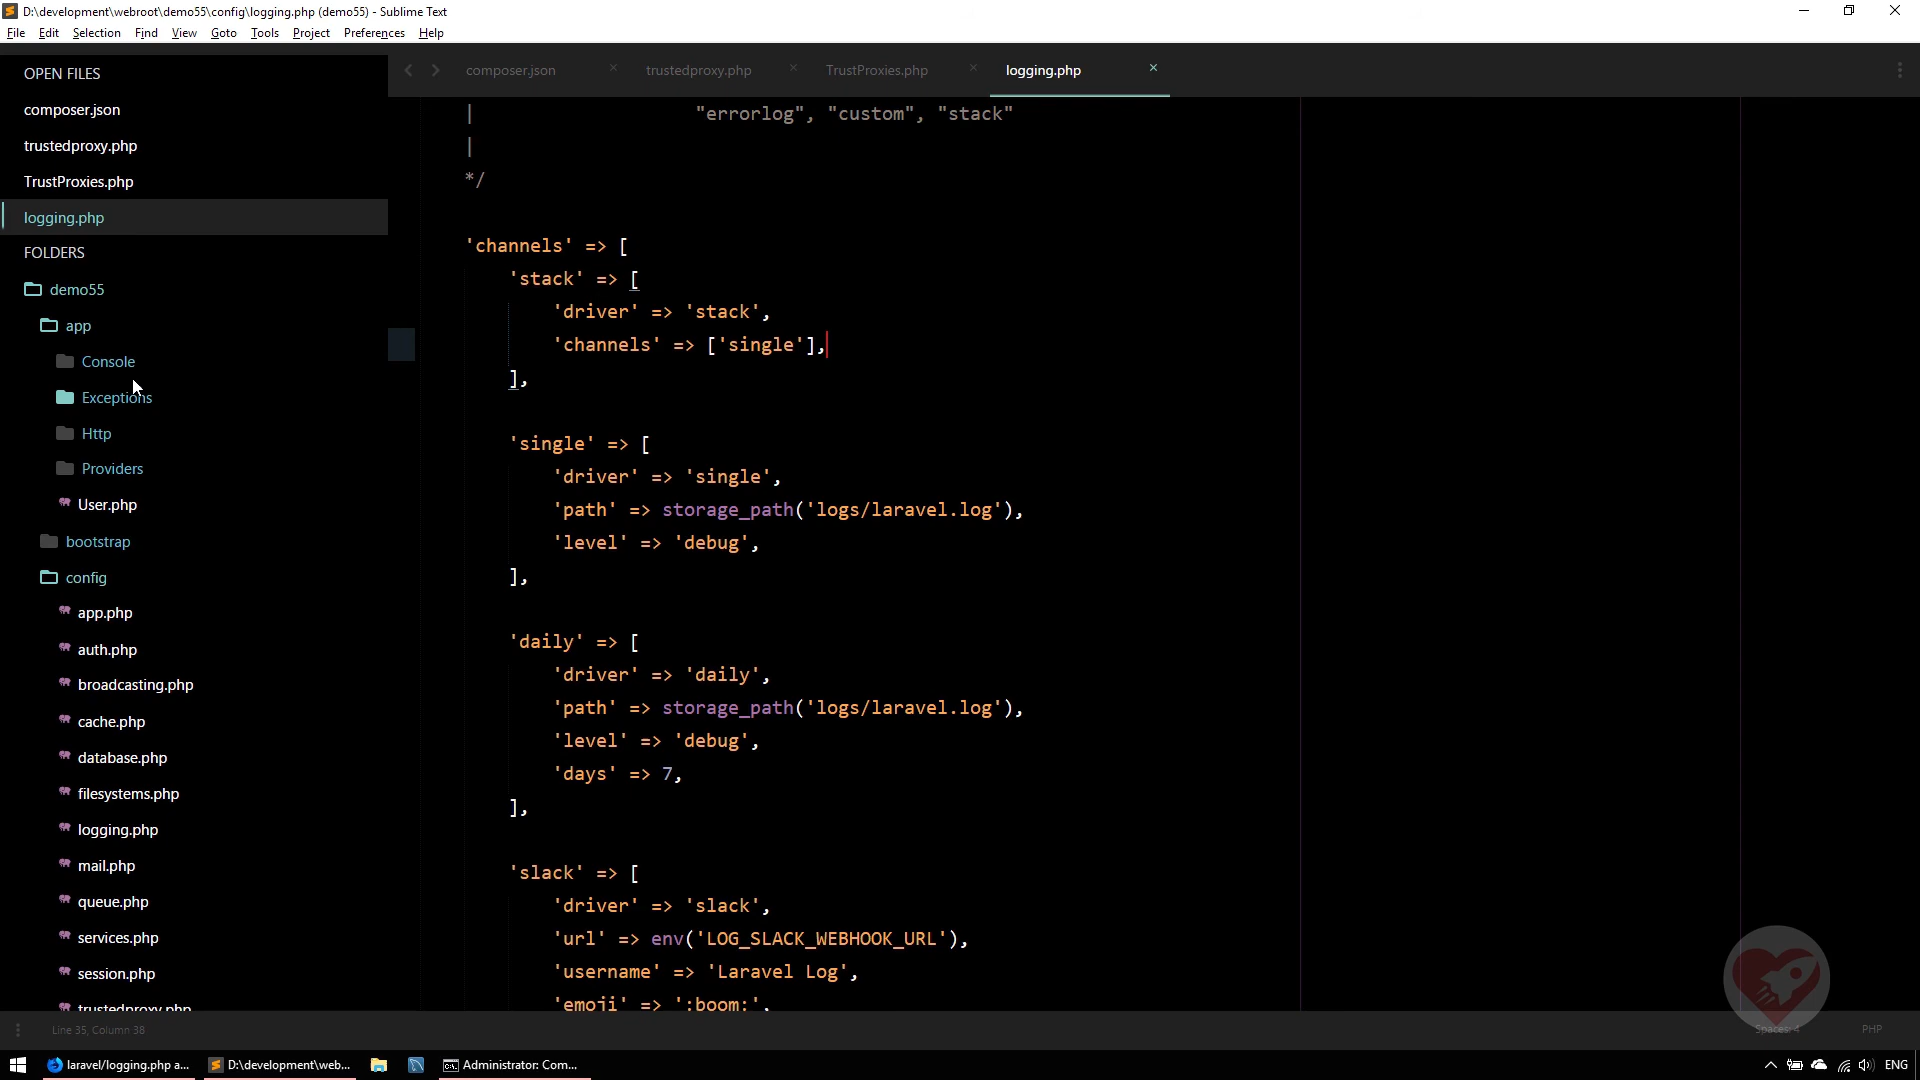 D:\development\webroot\demo55\config\logging.php (demo55) - Sublime Text
File Edit Selection Find View Goto Tools Project Preferences Help
OPEN FILES
composer.json
trustedproxy.php
TrustProxies.php
logging.php
FOLDERS
demo55
app
Console
Exceptions
Http
Providers
User.php
bootstrap
config
app.php
auth.php
broadcasting.php
cache.php
database.php
filesystems.php
logging.php
mail.php
queue.php
services.php
session.php
trustedproxy.php
composer.json × trustedproxy.php × TrustProxies.php × logging.php ×
| "errorlog", "custom", "stack"
|
*/
'channels' => [
'stack' => [
'driver' => 'stack',
'channels' => ['single'],
],
'single' => [
'driver' => 'single',
'path' => storage_path('logs/laravel.log'),
'level' => 'debug',
],
'daily' => [
'driver' => 'daily',
'path' => storage_path('logs/laravel.log'),
'level' => 'debug',
'days' => 7,
],
'slack' => [
'driver' => 'slack',
'url' => env('LOG_SLACK_WEBHOOK_URL'),
'username' => 'Laravel Log',
'emoji' => ':boom:',
Line 35, Column 38
Spaces: 4
PHP
laravel/logging.php a...
D:\development\web...
Administrator: Com...
ENG